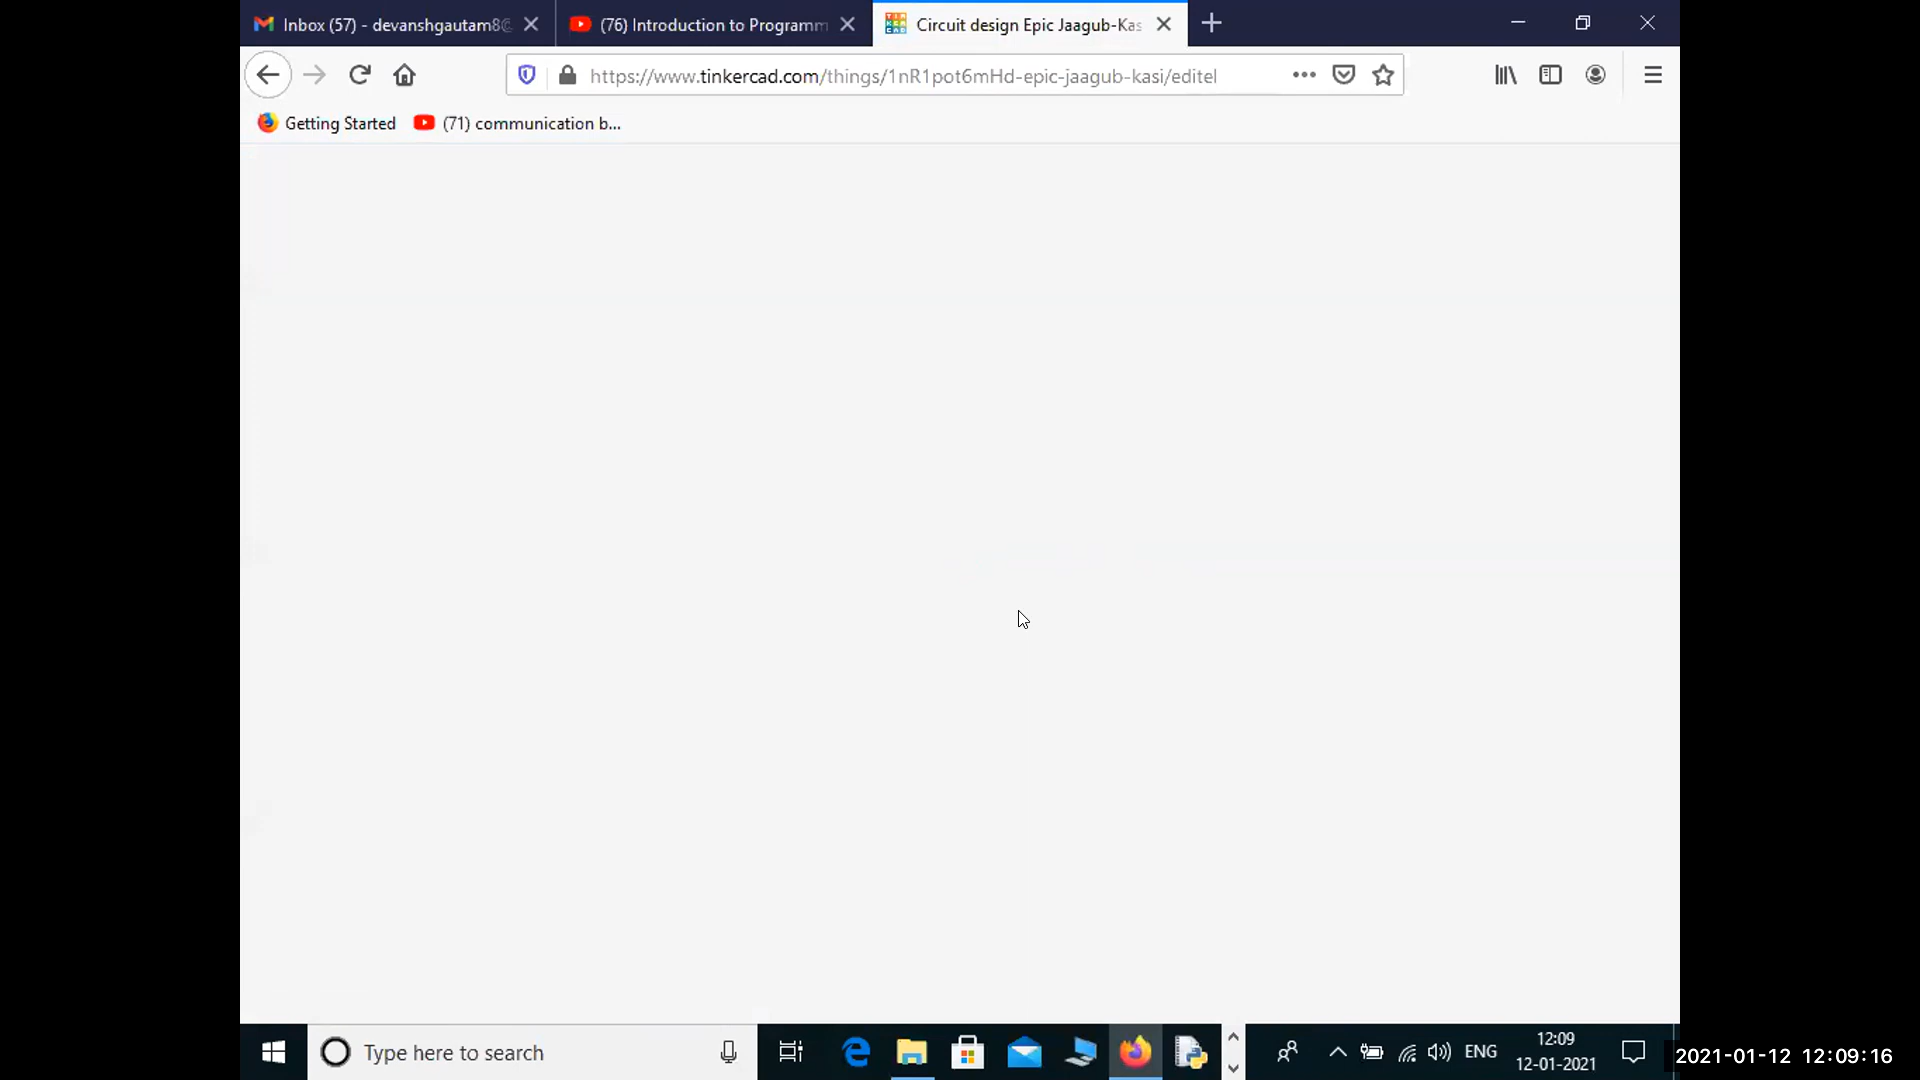 Inbox (57) - devanshgautam8@
(76) Introduction to Programm
Circuit design Epic Jaagub-Kas
https://www.tinkercad.com/things/1nR1pot6mHd-epic-jaagub-kasi/editel
Getting Started
(71) communication b...
Type here to search
ENG
12:09
12-01-2021
2021-01-12 12:09:16